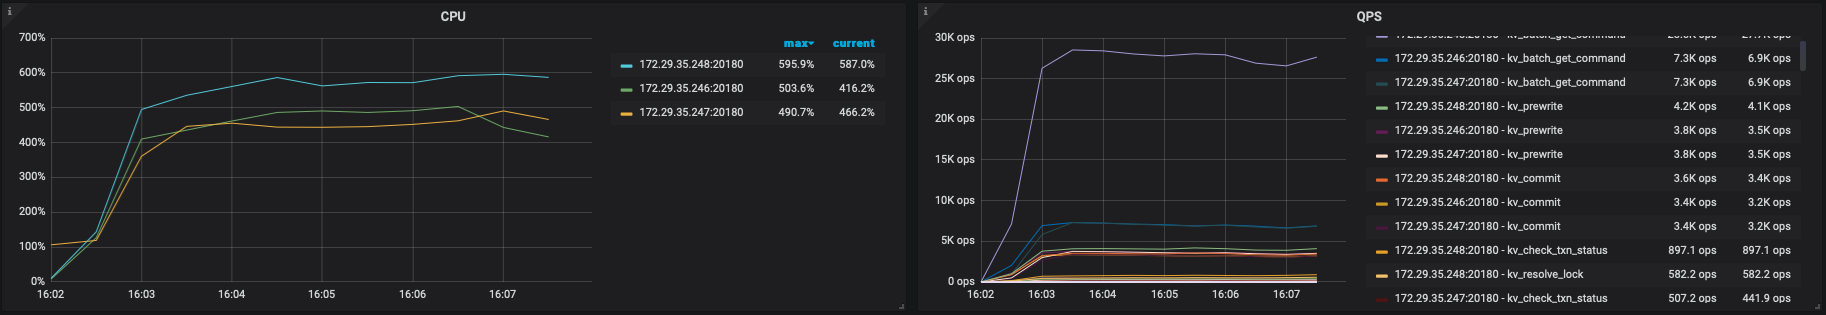 i
CPU
700%
600%
500%
400%
300%
200%
100%
0%
16:02 16:03 16:04 16:05 16:06 16:07
max current
172.29.35.248:20180 595.9% 587.0%
172.29.35.246:20180 503.6% 416.2%
172.29.35.247:20180 490.7% 466.2%
i
QPS
30K ops
25K ops
20K ops
15K ops
10K ops
5K ops
0 ops
16:02 16:03 16:04 16:05 16:06 16:07
kv_batch_get_command
172.29.35.246:20180 - kv_batch_get_command 7.3K ops 6.9K ops
172.29.35.247:20180 - kv_batch_get_command 7.3K ops 6.9K ops
172.29.35.248:20180 - kv_prewrite 4.2K ops 4.1K ops
172.29.35.246:20180 - kv_prewrite 3.8K ops 3.5K ops
172.29.35.247:20180 - kv_prewrite 3.8K ops 3.5K ops
172.29.35.248:20180 - kv_commit 3.6K ops 3.4K ops
172.29.35.246:20180 - kv_commit 3.4K ops 3.2K ops
172.29.35.247:20180 - kv_commit 3.4K ops 3.2K ops
172.29.35.248:20180 - kv_check_txn_status 897.1 ops 897.1 ops
172.29.35.248:20180 - kv_resolve_lock 582.2 ops 582.2 ops
172.29.35.247:20180 - kv_check_txn_status 507.2 ops 441.9 ops